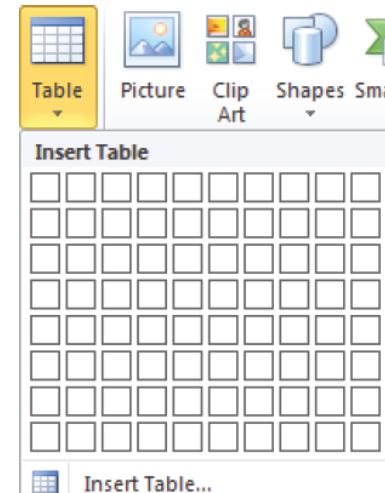 Table
Picture
Clip
Art
Shapes
Insert Table
Insert Table...